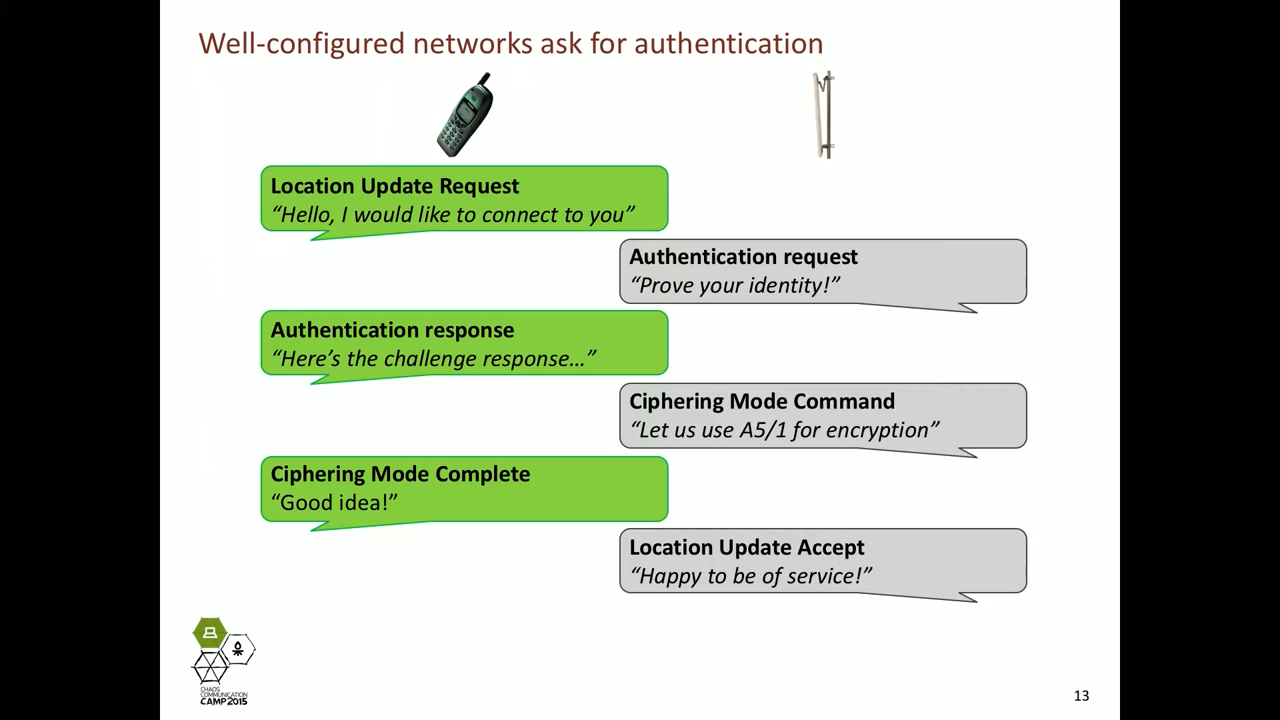 Well-configured networks ask for authentication
Location Update Request
“Hello, I would like to connect to you”
Authentication request
“Prove your identity!”
Authentication response
“Here’s the challenge response…”
Ciphering Mode Command
“Let us use A5/1 for encryption”
Ciphering Mode Complete
“Good idea!”
Location Update Accept
“Happy to be of service!”
CHAOS
COMMUNICATION
CAMP2015
13